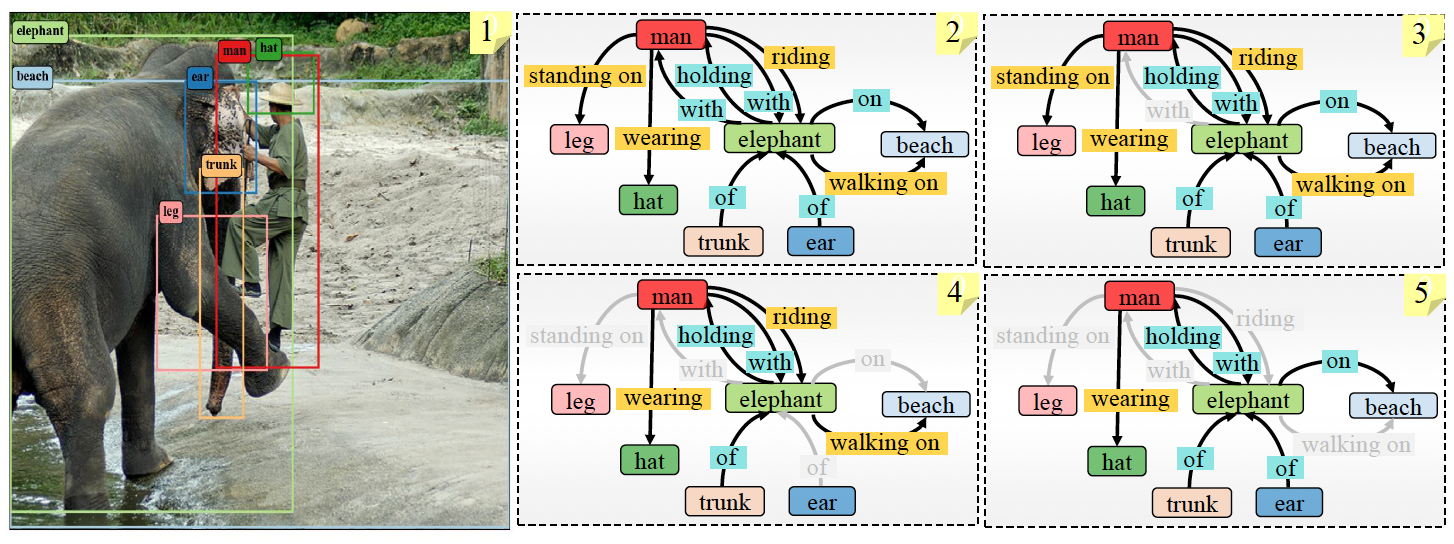 1
elephant
man
hat
beach
ear
trunk
leg
2
man
riding
standing on
holding
with
with
on
leg
wearing
elephant
beach
walking on
hat
of
of
trunk
ear
3
man
riding
standing on
holding
with
with
on
leg
wearing
elephant
beach
walking on
hat
of
of
trunk
ear
4
man
riding
standing on
holding
with
with
on
leg
wearing
elephant
beach
walking on
hat
of
of
trunk
ear
5
man
riding
standing on
holding
with
with
on
leg
wearing
elephant
beach
walking on
hat
of
of
trunk
ear